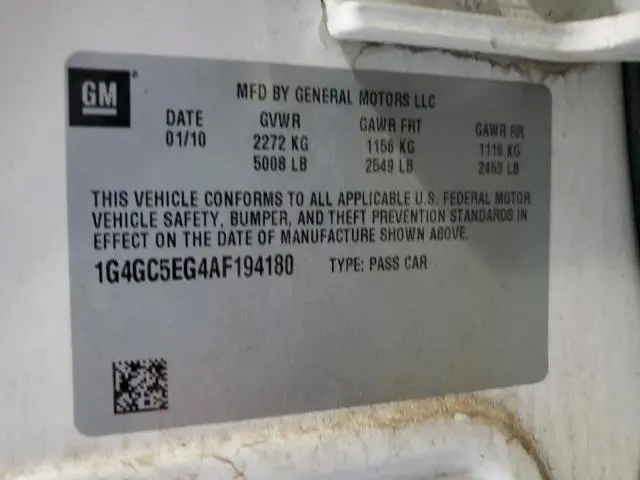 GM
MFD BY GENERAL MOTORS LLC
DATE GVWR GAWR FRT GAWR RR
01/10 2272 KG 1156 KG 1116 KG
5008 LB 2549 LB 2459 LB
THIS VEHICLE CONFORMS TO ALL APPLICABLE U.S. FEDERAL MOTOR
VEHICLE SAFETY, BUMPER, AND THEFT PREVENTION STANDARDS IN
EFFECT ON THE DATE OF MANUFACTURE SHOWN ABOVE.
1G4GC5EG4AF194180 TYPE: PASS CAR